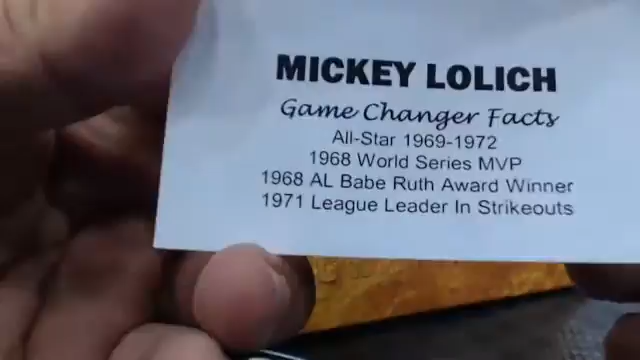 MICKEY LOLICH
Game Changer Facts
All-Star 1969-1972
1968 World Series MVP
1968 AL Babe Ruth Award Winner
1971 League Leader In Strikeouts